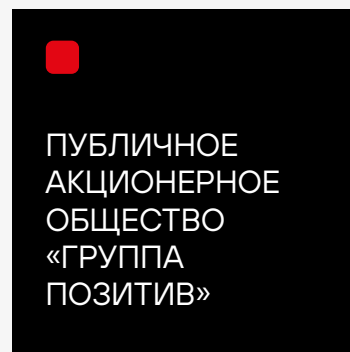 ПУБЛИЧНОЕ
АКЦИОНЕРНОЕ
ОБЩЕСТВО
«ГРУППА
ПОЗИТИВ»